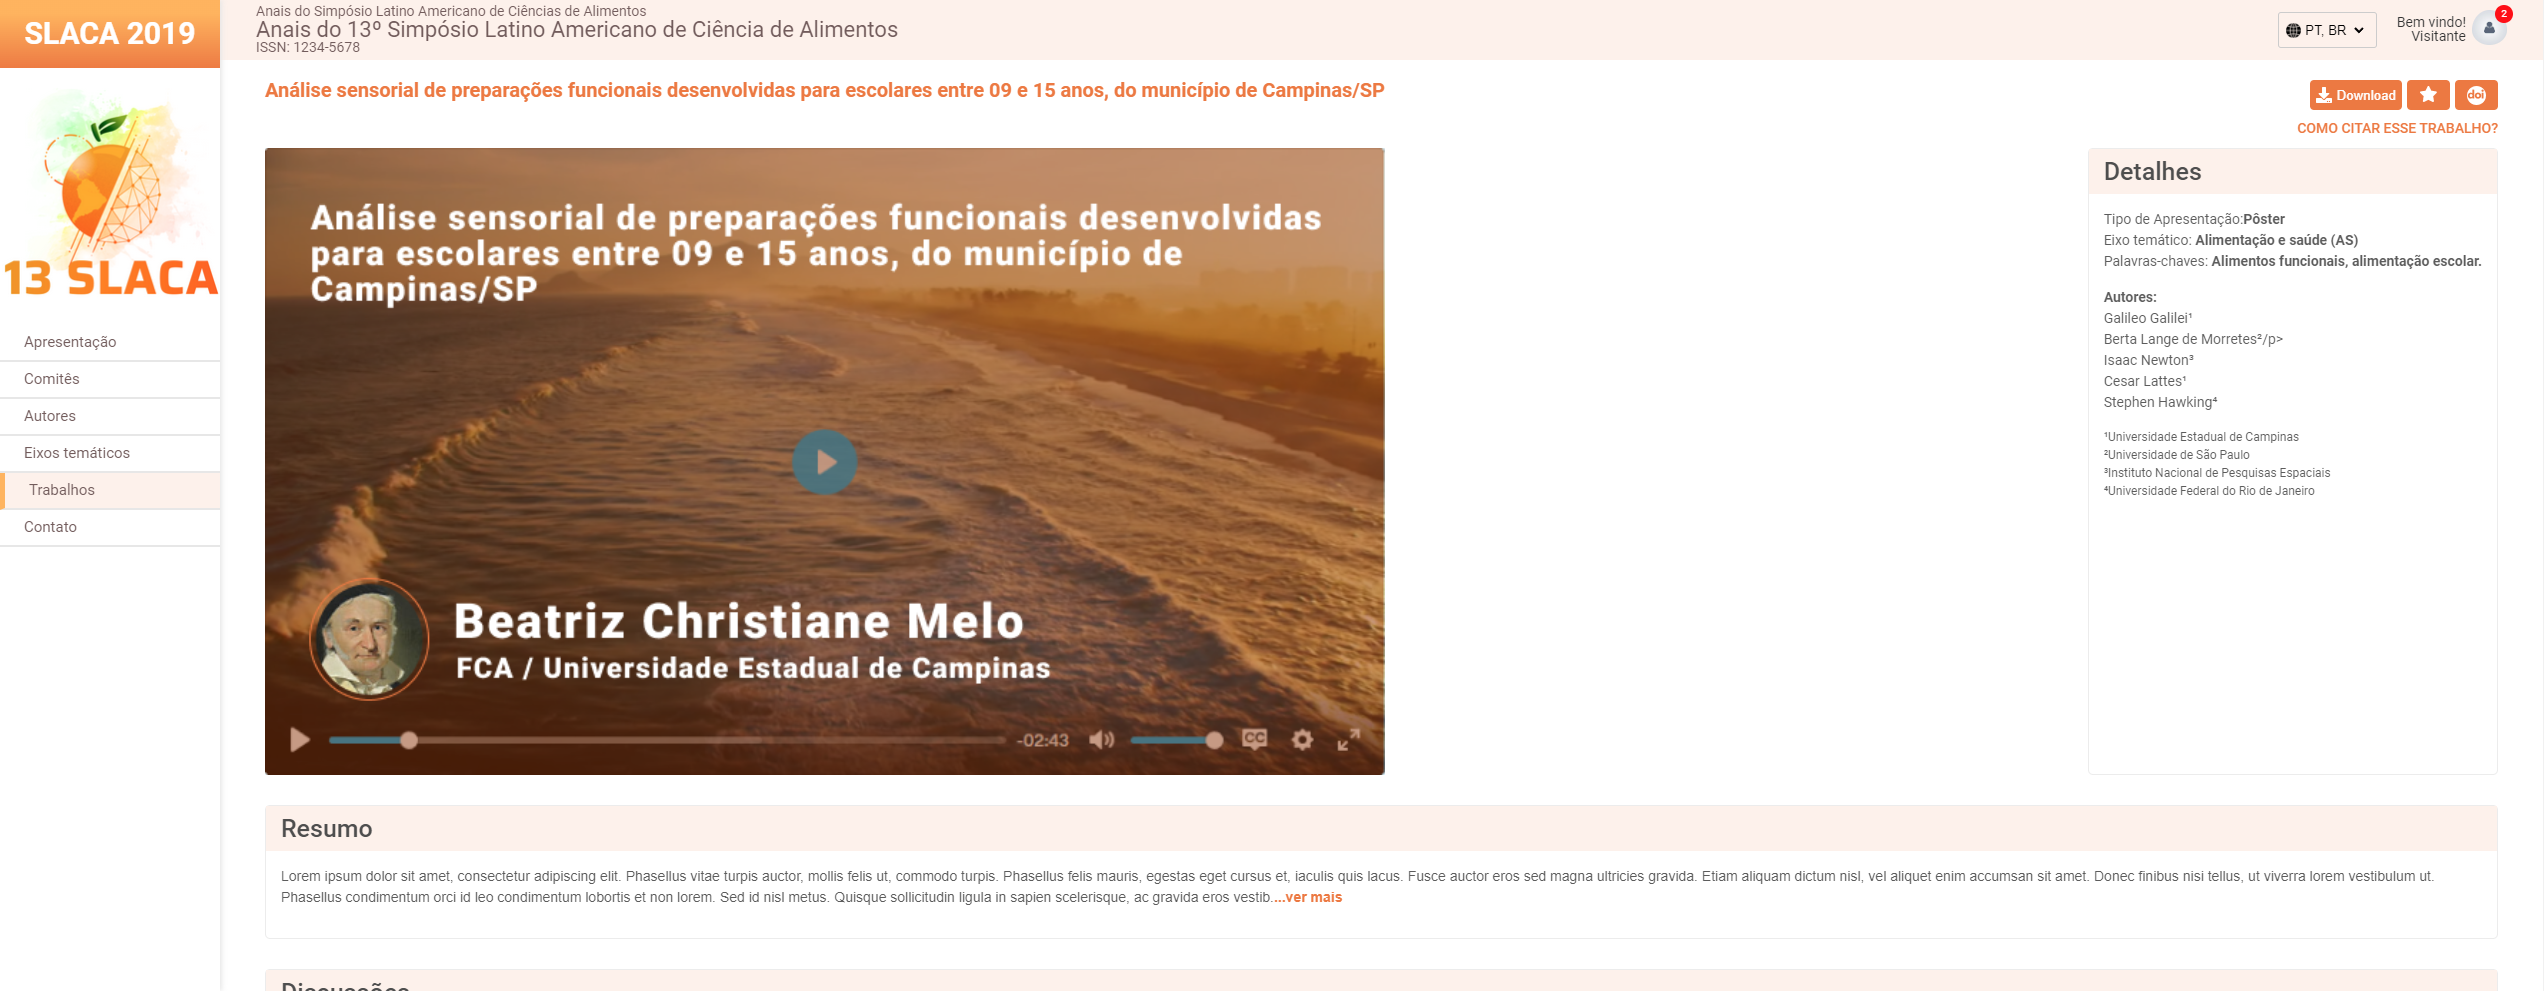 SLACA 2019
Anais do Simpósio Latino Americano de Ciências de Alimentos
Anais do 13º Simpósio Latino Americano de Ciência de Alimentos
ISSN: 1234-5678
PT, BR
Bem vindo!
Visitante
2
13 SLACA
Apresentação
Comitês
Autores
Eixos temáticos
Trabalhos
Contato
Análise sensorial de preparações funcionais desenvolvidas para escolares entre 09 e 15 anos, do município de Campinas/SP
Download
doi
COMO CITAR ESSE TRABALHO?
Análise sensorial de preparações funcionais desenvolvidas
para escolares entre 09 e 15 anos, do município de
Campinas/SP
Beatriz Christiane Melo
FCA / Universidade Estadual de Campinas
-02:43
CC
Detalhes
Tipo de Apresentação:Pôster
Eixo temático: Alimentação e saúde (AS)
Palavras-chaves: Alimentos funcionais, alimentação escolar.
Autores:
Galileo Galilei¹
Berta Lange de Morretes²/p>
Isaac Newton³
Cesar Lattes¹
Stephen Hawking⁴
¹Universidade Estadual de Campinas
²Universidade de São Paulo
³Instituto Nacional de Pesquisas Espaciais
⁴Universidade Federal do Rio de Janeiro
Resumo
Lorem ipsum dolor sit amet, consectetur adipiscing elit. Phasellus vitae turpis auctor, mollis felis ut, commodo turpis. Phasellus felis mauris, egestas eget cursus et, iaculis quis lacus. Fusce auctor eros sed magna ultricies gravida. Etiam aliquam dictum nisl, vel aliquet enim accumsan sit amet. Donec finibus nisi tellus, ut viverra lorem vestibulum ut.
Phasellus condimentum orci id leo condimentum lobortis et non lorem. Sed id nisl metus. Quisque sollicitudin ligula in sapien scelerisque, ac gravida eros vestib....ver mais
Discussões